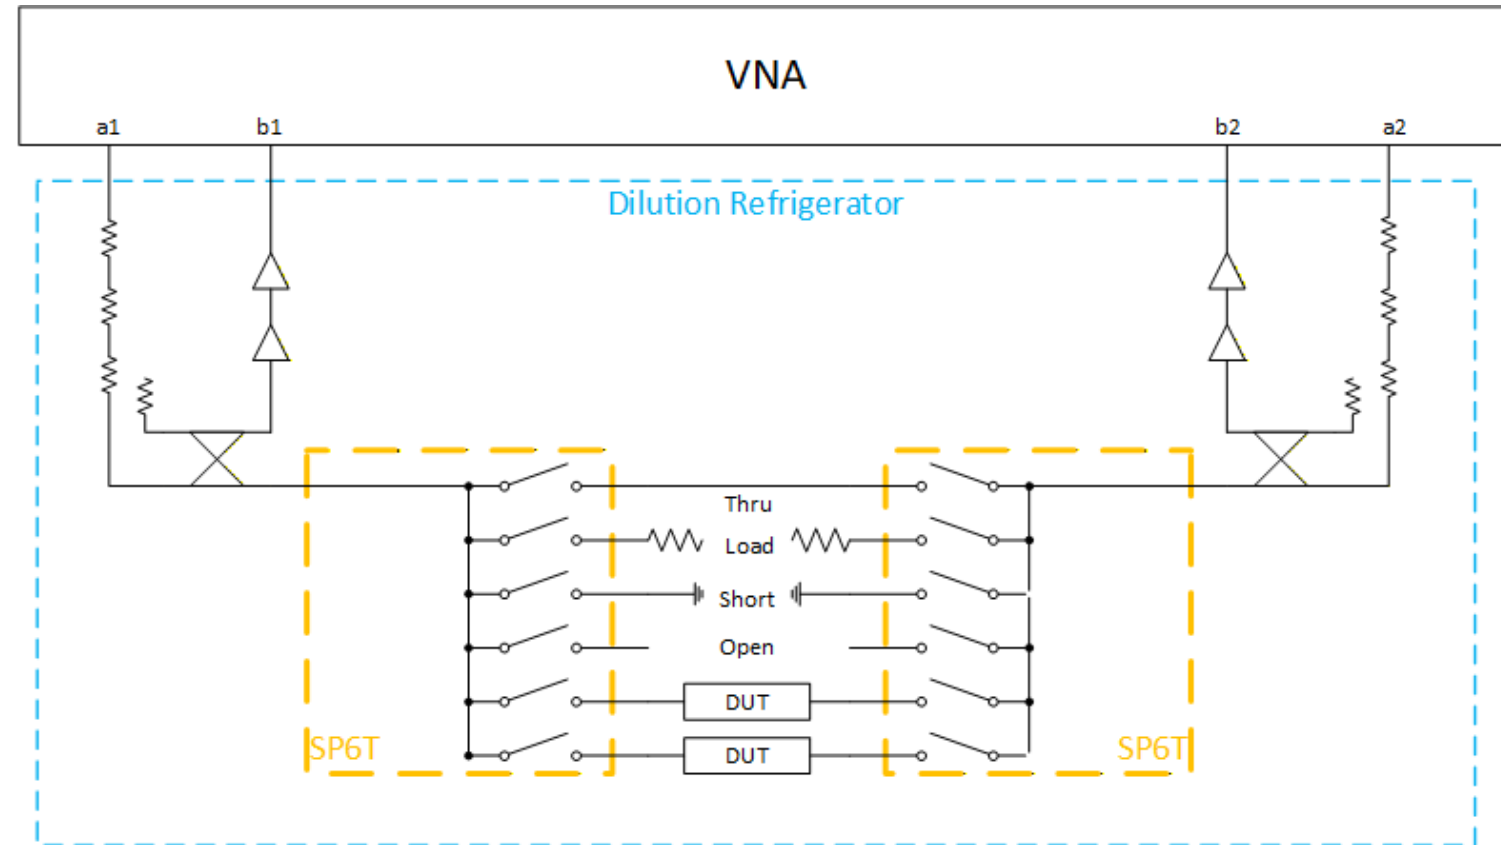 VNA
a1
b1
b2
a2
Dilution Refrigerator
Thru
Load
Short
Open
DUT
SP6T
SP6T
DUT